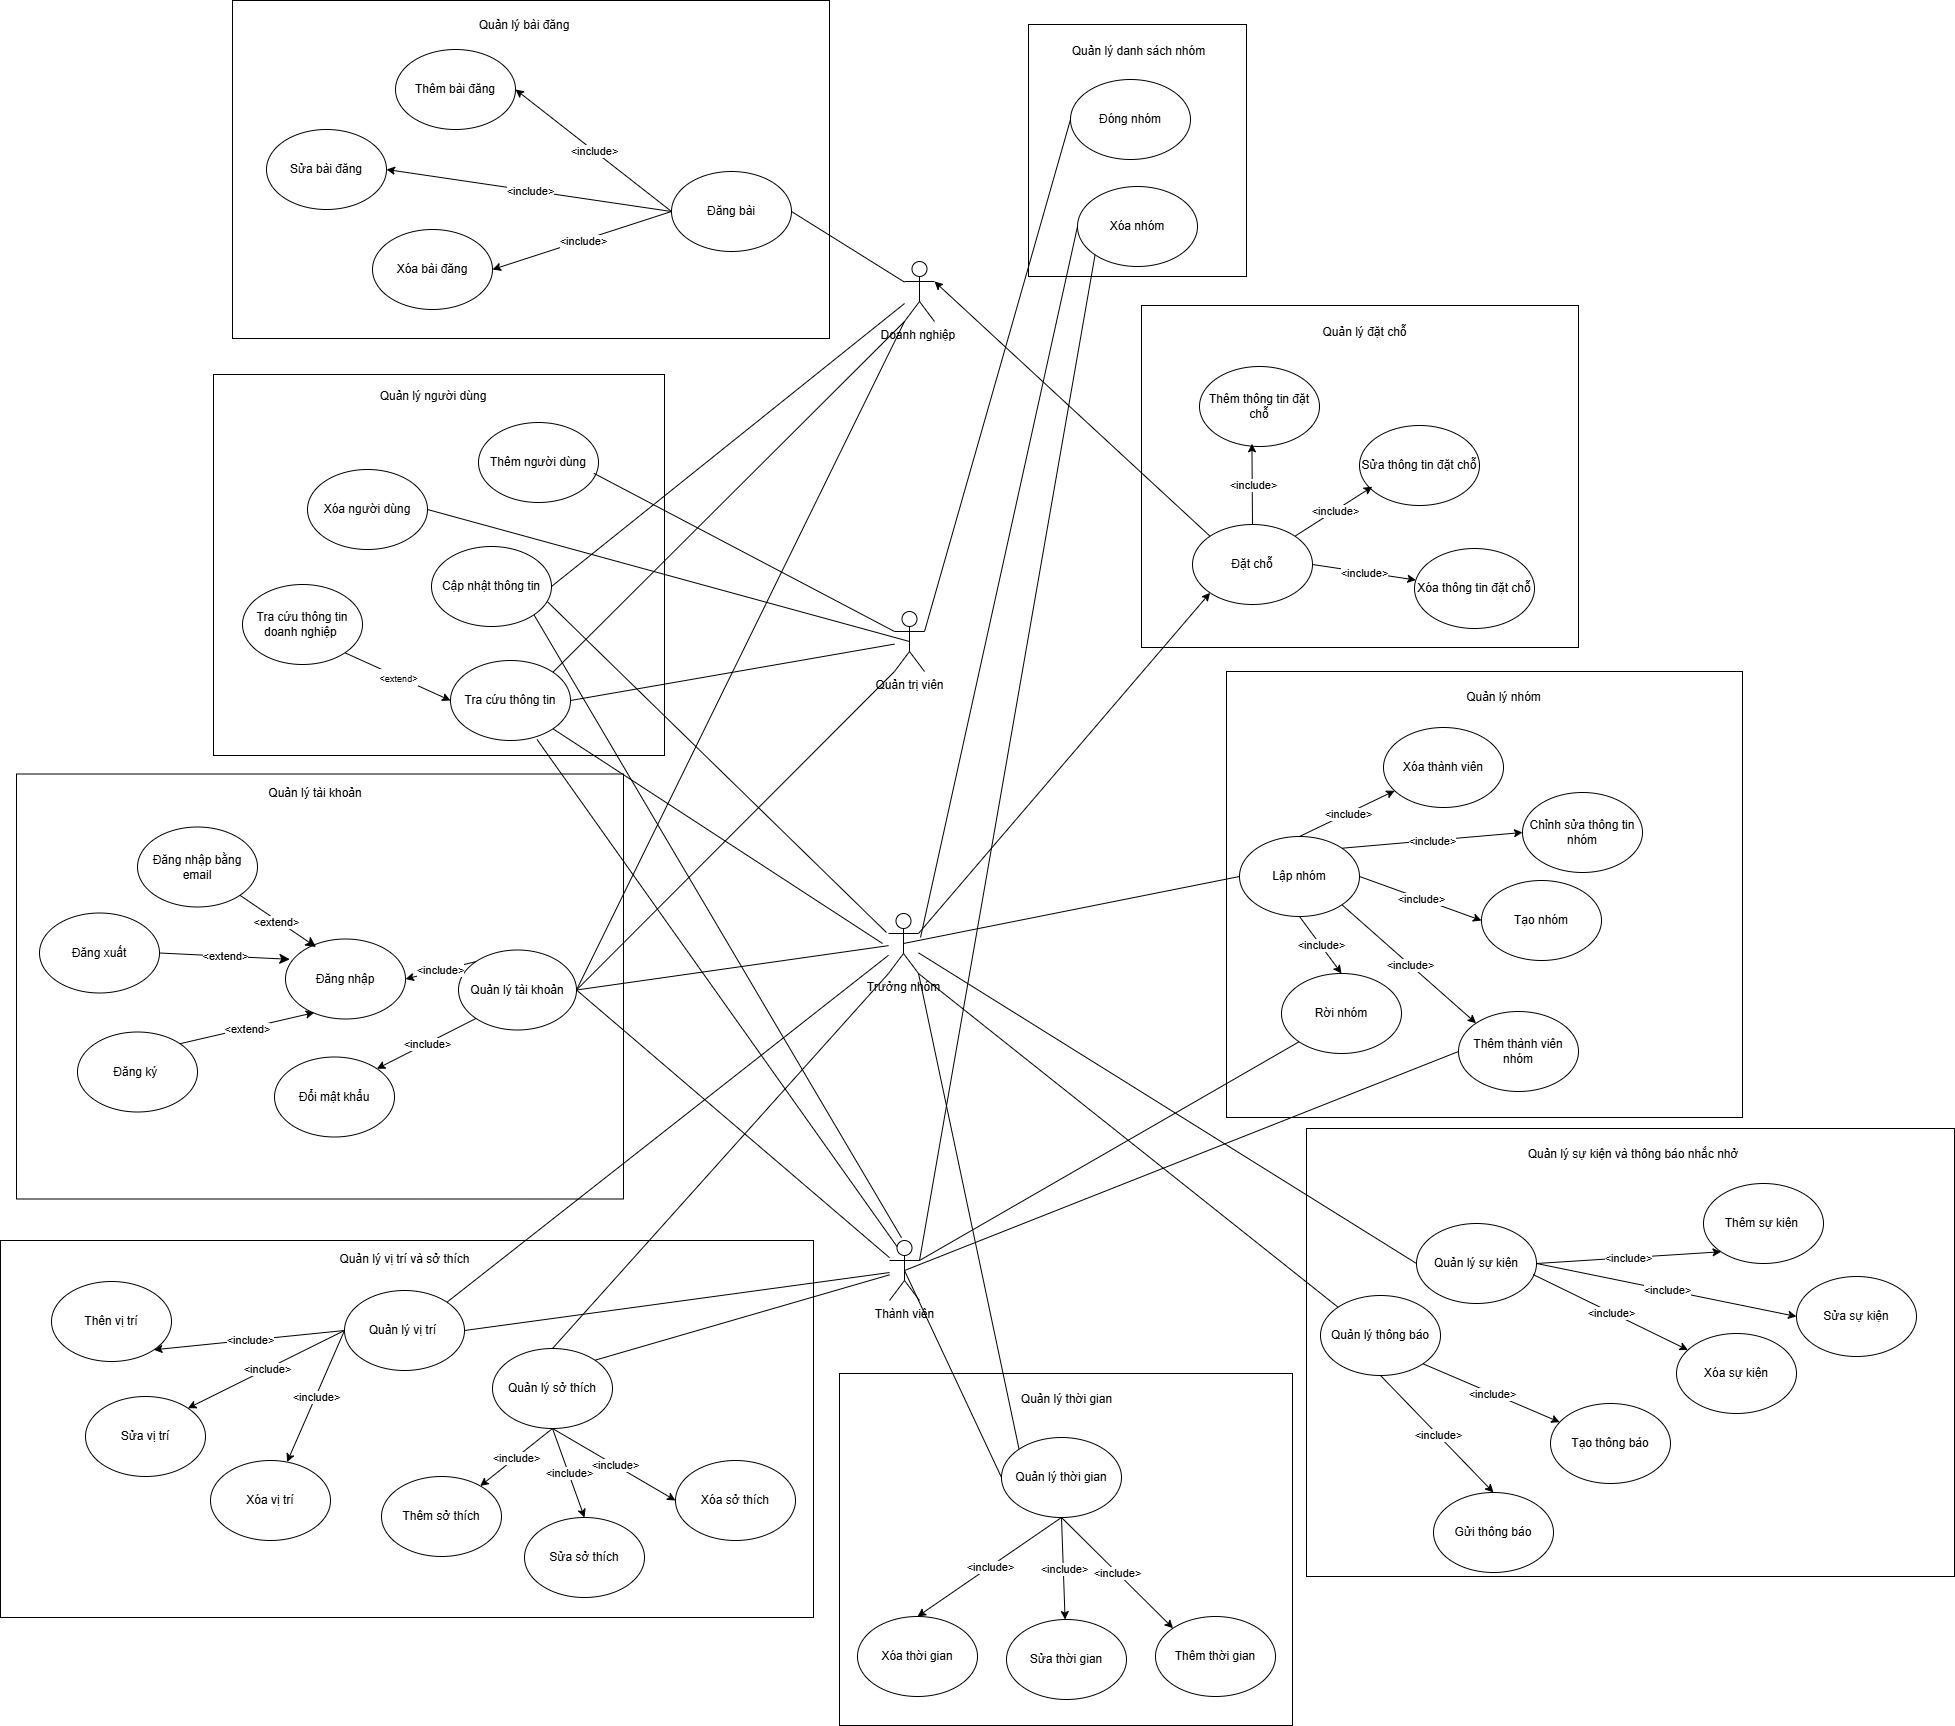 Quản lý bài đăng
Thêm bài đăng
<include>
Sửa bài đăng
<include>
Đăng bài
<include>
Xóa bài đăng
Quản lý danh sách nhóm
Đóng nhóm
Xóa nhóm
Doanh nghiệp
Quản lý đặt chỗ
Thêm thông tin đặt
chỗ
Sửa thông tin đặt chỗ
<include>
<include>
Đặt chỗ
<include>
Xóa thông tin đặt chỗ
Quản lý người dùng
Thêm người dùng
Xóa người dùng
Cập nhật thông tin
Tra cứu thông tin
doanh nghiệp
<extend>
Tra cứu thông tin
Quản trị viên
Quản lý nhóm
Xóa thành viên
<include>
Chỉnh sửa thông tin
nhóm
<include>
Lập nhóm
<include>
Tạo nhóm
<include>
<include>
Rời nhóm
Thêm thành viên
nhóm
Quản lý tài khoản
Đăng nhập bằng
email
<extend>
Đăng xuất
<extend>
Đăng nhập
<include>
Quản lý tài khoản
<extend>
<include>
Đăng ký
Đổi mật khẩu
Trưởng nhóm
Quản lý sự kiện và thông báo nhắc nhở
Thêm sự kiện
Quản lý sự kiện
<include>
<include>
<include>
Sửa sự kiện
Quản lý thông báo
Xóa sự kiện
<include>
<include>
Tạo thông báo
Gửi thông báo
Quản lý vị trí và sở thích
Thên vị trí
Quản lý vị trí
<include>
<include>
<include>
Sửa vị trí
Xóa vị trí
Quản lý sở thích
<include>
<include>
<include>
Thêm sở thích
Xóa sở thích
Sửa sở thích
Thành viên
Quản lý thời gian
Quản lý thời gian
<include>
<include>
<include>
Xóa thời gian
Sửa thời gian
Thêm thời gian